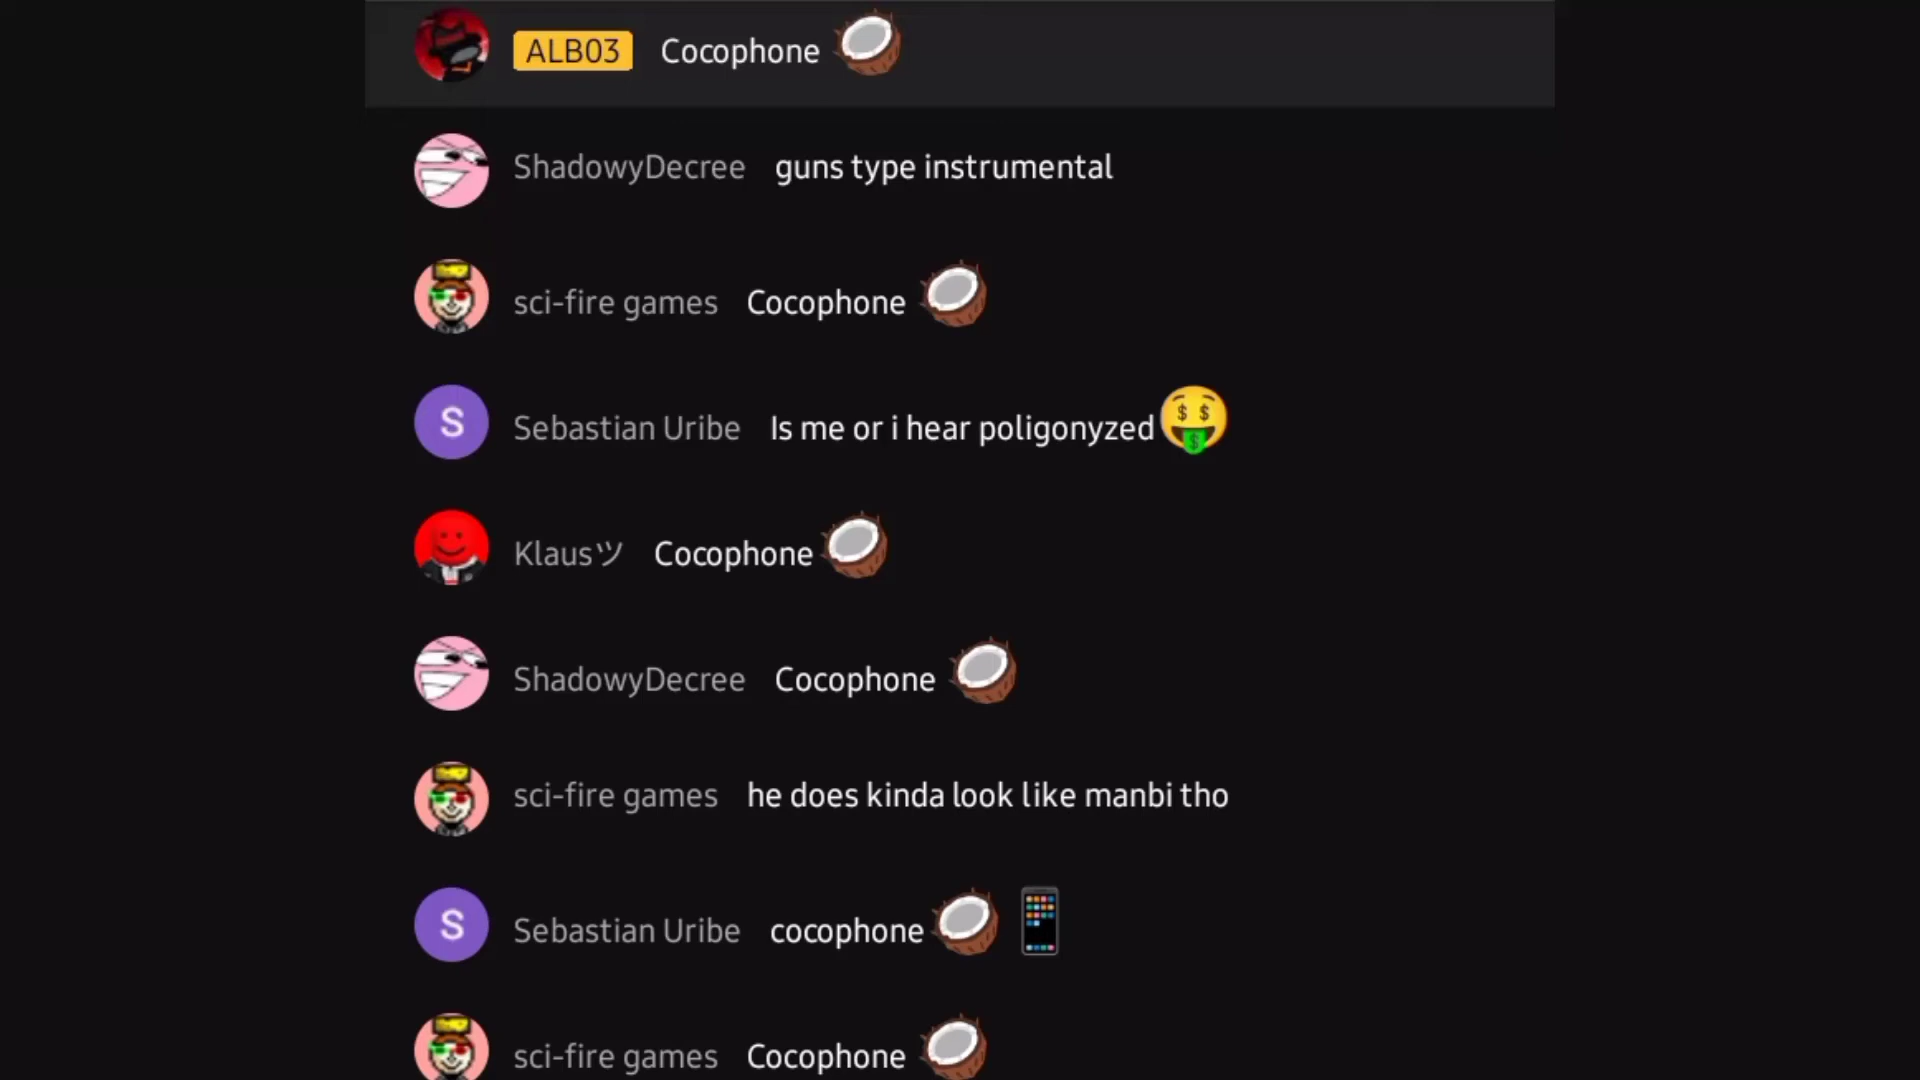 ALB03 Cocophone 🥥
ShadowyDecree guns type instrumental
sci-fire games Cocophone 🥥
S Sebastian Uribe Is me or i hear poligonyzed🤑
Klausツ Cocophone🥥
ShadowyDecree Cocophone 🥥
sci-fire games he does kinda look like manbi tho
S Sebastian Uribe cocophone🥥📱
sci-fire games Cocophone 🥥